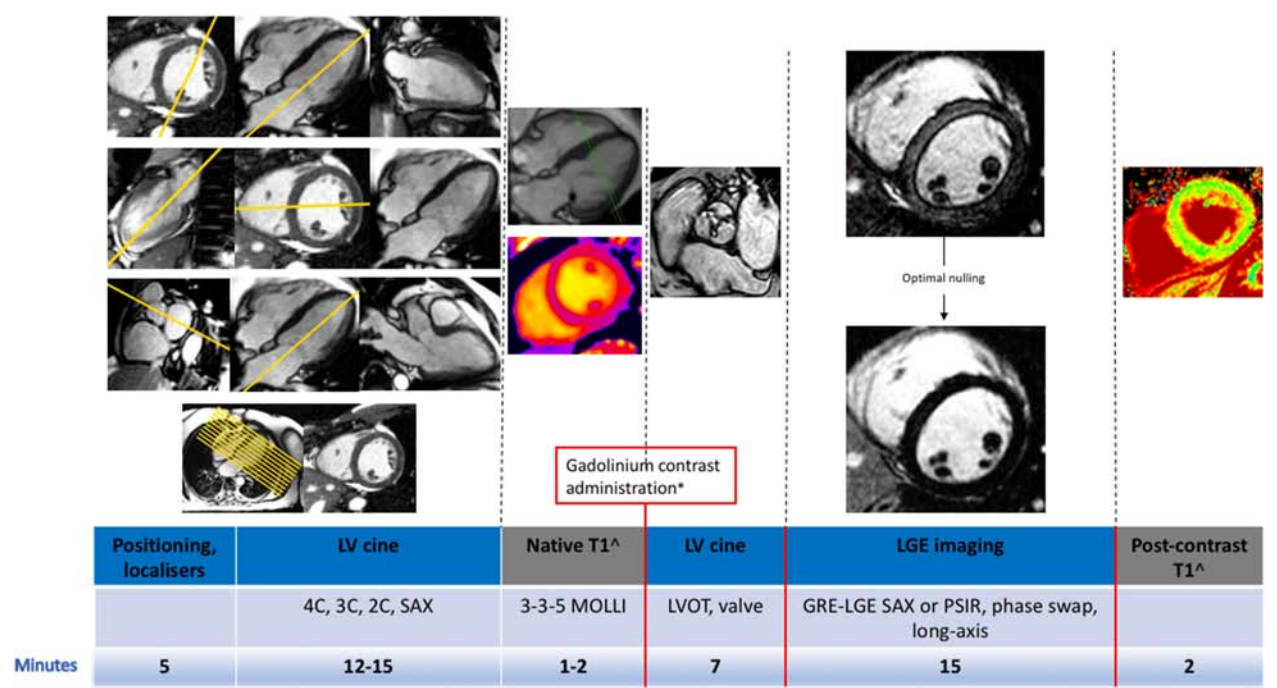 Optimal nulling
Gadolinium contrast
administration*
Positioning,
localisers
LV cine
Native T1^
LV cine
LGE imaging
Post-contrast
T1^
4C, 3C, 2C, SAX
3-3-5 MOLLI
LVOT, valve
GRE-LGE SAX or PSIR, phase swap,
long-axis
Minutes
5
12-15
1-2
7
15
2